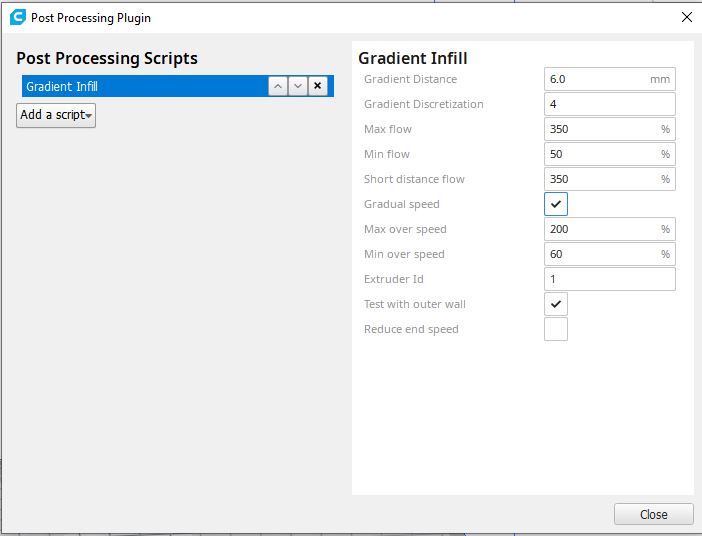 Post Processing Plugin
Post Processing Scripts
Gradient Infill
Add a script
Gradient Infill
Gradient Distance 6.0 mm
Gradient Discretization 4
Max flow 350 %
Min flow 50 %
Short distance flow 350 %
Gradual speed
Max over speed 200 %
Min over speed 60 %
Extruder Id 1
Test with outer wall
Reduce end speed
Close